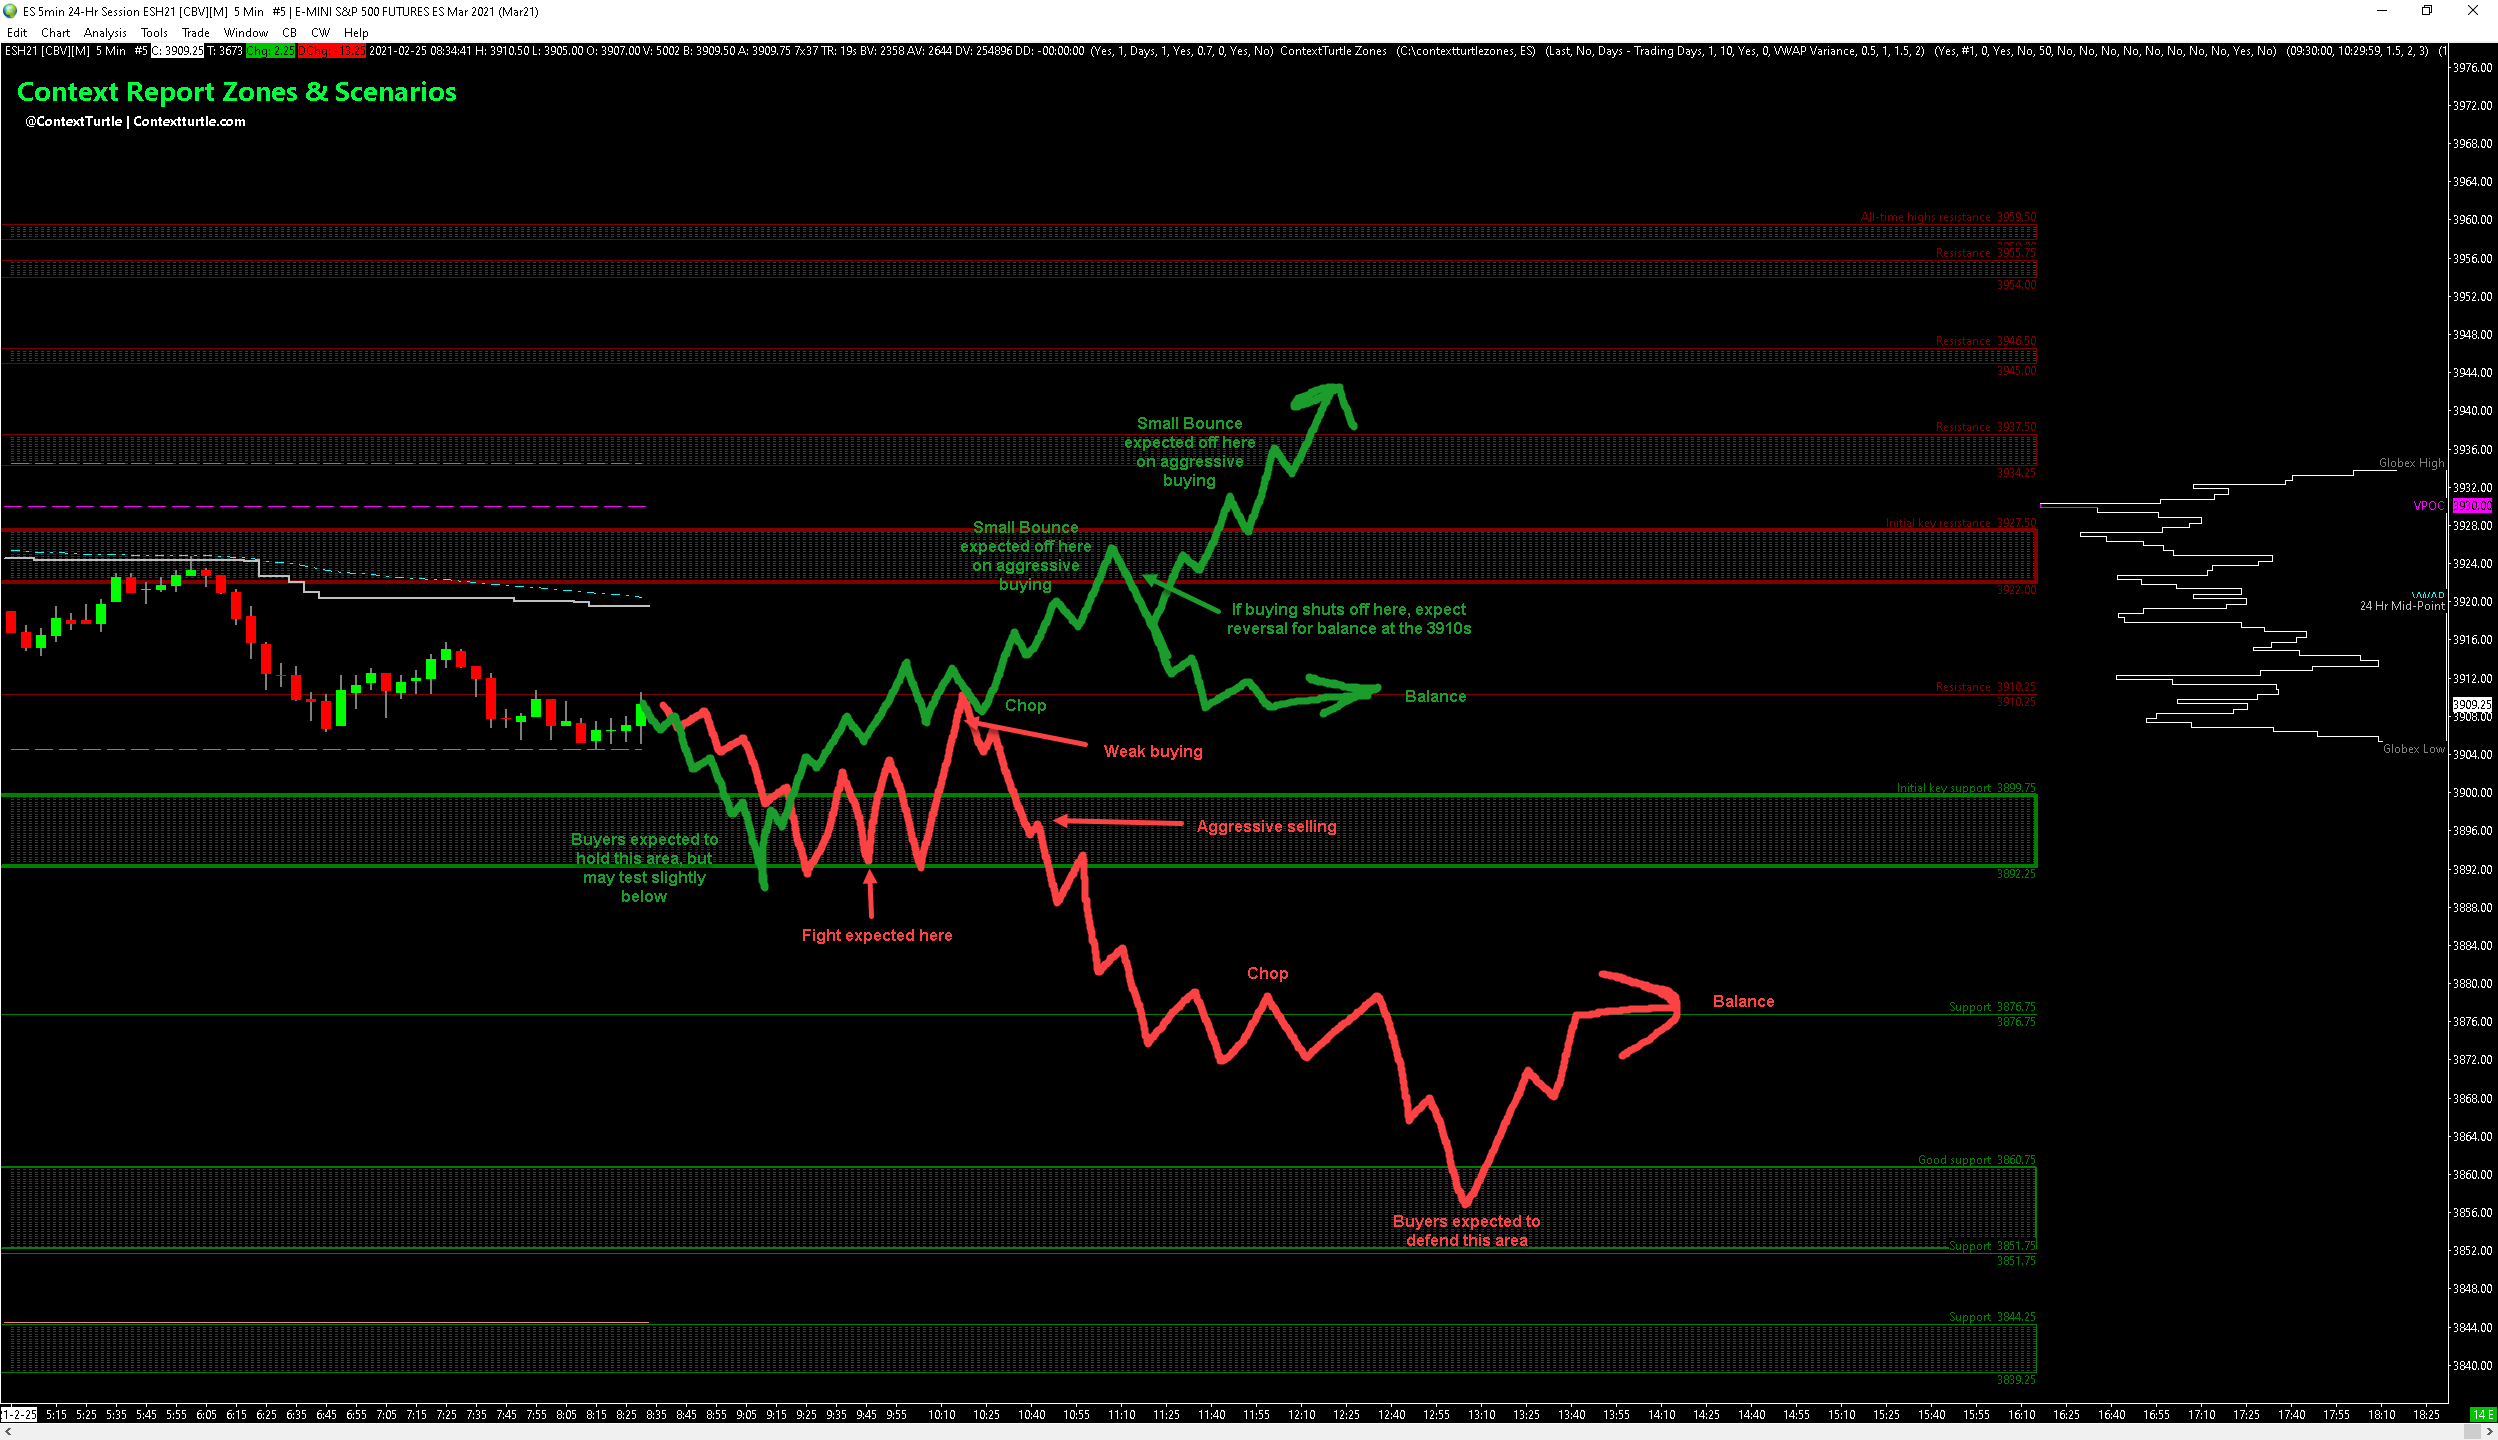 ES 5min 24-Hr Session ESH21 [CBV][M]  5 Min   #5 | E-MINI S&P 500 FUTURES ES Mar 2021 (Mar21)
Edit Chart Analysis Tools Trade Window CB CW Help
ESH21 [CBV][M]  5 Min   #5 C: 3909.25 T: 3673 Chg: 2.25 DChg: -13.25 2021-02-25 08:34:41 H: 3910.50 L: 3905.00 O: 3907.00 V: 5002 B: 3909.50 A: 3909.75 7x37 TR: 19s BV: 2358 AV: 2644 DV: 254896 DD: -00:00:00  (Yes, 1, Days, 1, Yes, 0.7, 0, Yes, No)  ContextTurtle Zones  (C:\contextturtlezones, ES)  (Last, No, Days - Trading Days, 1, 10, Yes, 0, VWAP Variance, 0.5, 1, 1.5, 2)  (Yes, #1, 0, Yes, No, 50, No, No, No, No, No, No, No, No, Yes, No)  (09:30:00, 10:29:59, 1.5, 2, 3)  (1
Context Report Zones & Scenarios
@ContextTurtle | Contextturtle.com
All-time highs resistance 3959.50
Resistance 3955.75
3954.00
Resistance 3946.50
3945.00
Resistance 3937.50
3934.25
Initial key resistance 3927.50
3922.00
Resistance 3910.25
3910.25
Initial key support 3899.75
3892.25
Support 3876.75
3876.75
Good support 3860.75
Support 3851.75
3851.75
Support 3844.25
3839.25
Small Bounce
expected off here
on aggressive
buying
Small Bounce
expected off here
on aggressive
buying
If buying shuts off here, expect
reversal for balance at the 3910s
Balance
Chop
Weak buying
Aggressive selling
Buyers expected to
hold this area, but
may test slightly
below
Fight expected here
Chop
Balance
Buyers expected to
defend this area
Globex High
VPOC
VWAP
24 Hr Mid-Point
Globex Low
3976.00
3972.00
3968.00
3964.00
3960.00
3956.00
3952.00
3948.00
3944.00
3940.00
3936.00
3932.00
3930.00
3928.00
3924.00
3920.00
3916.00
3912.00
3909.25
3908.00
3904.00
3900.00
3896.00
3892.00
3888.00
3884.00
3880.00
3876.00
3872.00
3868.00
3864.00
3860.00
3856.00
3852.00
3848.00
3844.00
3840.00
1-2-25 5:15 5:25 5:35 5:45 5:55 6:05 6:15 6:25 6:35 6:45 6:55 7:05 7:15 7:25 7:35 7:45 7:55 8:05 8:15 8:25 8:35 8:45 8:55 9:05 9:15 9:25 9:35 9:45 9:55 10:10 10:25 10:40 10:55 11:10 11:25 11:40 11:55 12:10 12:25 12:40 12:55 13:10 13:25 13:40 13:55 14:10 14:25 14:40 14:55 15:10 15:25 15:40 15:55 16:10 16:25 16:40 16:55 17:10 17:25 17:40 17:55 18:10 18:25 14 E